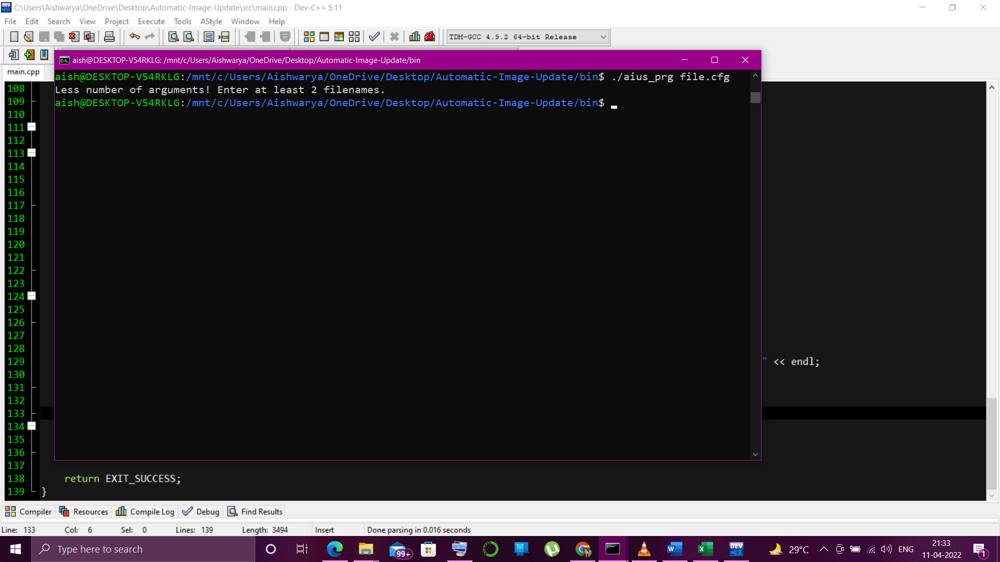 C:\Users\Aishwarya\OneDrive\Desktop\Automatic-Image-Update\src\main.cpp - Dev-C++ 5.11
File Edit Search View Project Execute Tools AStyle Window Help
TDM-GCC 4.9.2 64-bit Release
aish@DESKTOP-V54RKLG: /mnt/c/Users/Aishwarya/OneDrive/Desktop/Automatic-Image-Update/bin
main.cpp
aish@DESKTOP-V54RKLG:/mnt/c/Users/Aishwarya/OneDrive/Desktop/Automatic-Image-Update/bin$ ./aius_prg file.cfg
Less number of arguments! Enter at least 2 filenames.
aish@DESKTOP-V54RKLG:/mnt/c/Users/Aishwarya/OneDrive/Desktop/Automatic-Image-Update/bin$
108
109
110
111
112
113
114
115
116
117
118
119
120
121
122
123
124
125
126
127
128
129 " << endl;
130
131
132
133
134
135
136
137
138 return EXIT_SUCCESS;
139 }
Compiler Resources Compile Log Debug Find Results
Line: 133 Col: 6 Sel: 0 Lines: 139 Length: 3494 Insert Done parsing in 0.016 seconds
Type here to search 99+ DEV 29°C ENG 21:33
11-04-2022 1